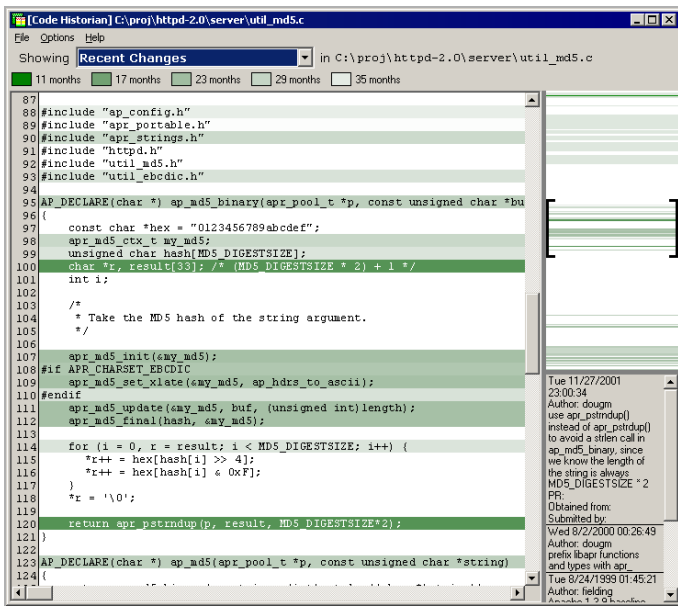 [Code Historian] C:\proj\httpd-2.0\server\util_md5.c
File Options Help
Showing Recent Changes in C:\proj\httpd-2.0\server\util_md5.c
11 months 17 months 23 months 29 months 35 months
87
88 #include "ap_config.h"
89 #include "apr_portable.h"
90 #include "apr_strings.h"
91 #include "httpd.h"
92 #include "util_md5.h"
93 #include "util_ebcdic.h"
94
95 AP_DECLARE(char *) ap_md5_binary(apr_pool_t *p, const unsigned char *bu
96 {
97     const char *hex = "0123456789abcdef";
98     apr_md5_ctx_t my_md5;
99     unsigned char hash[MD5_DIGESTSIZE];
100     char *r, result[33]; /* (MD5_DIGESTSIZE * 2) + 1 */
101     int i;
102
103     /*
104      * Take the MD5 hash of the string argument.
105      */
106
107     apr_md5_init(&my_md5);
108 #if APR_CHARSET_EBCDIC
109     apr_md5_set_xlate(&my_md5, ap_hdrs_to_ascii);
110 #endif
111     apr_md5_update(&my_md5, buf, (unsigned int)length);
112     apr_md5_final(hash, &my_md5);
113
114     for (i = 0, r = result; i < MD5_DIGESTSIZE; i++) {
115       *r++ = hex[hash[i] >> 4];
116       *r++ = hex[hash[i] & 0xF];
117     }
118     *r = '\0';
119
120     return apr_pstrndup(p, result, MD5_DIGESTSIZE*2);
121 }
122
123 AP_DECLARE(char *) ap_md5(apr_pool_t *p, const unsigned char *string)
124 {
Tue 11/27/2001
23:00:34
Author: dougm
use apr_pstrndup()
instead of apr_pstrdup()
to avoid a strlen call in
ap_md5_binary, since
we know the length of
the string is always
MD5_DIGESTSIZE * 2
PR:
Obtained from:
Submitted by:
Wed 8/2/2000 00:26:49
Author: dougm
prefix libapr functions
and types with apr_
Tue 8/24/1999 01:45:21
Author: fielding
Apache 1.3.9 baseline